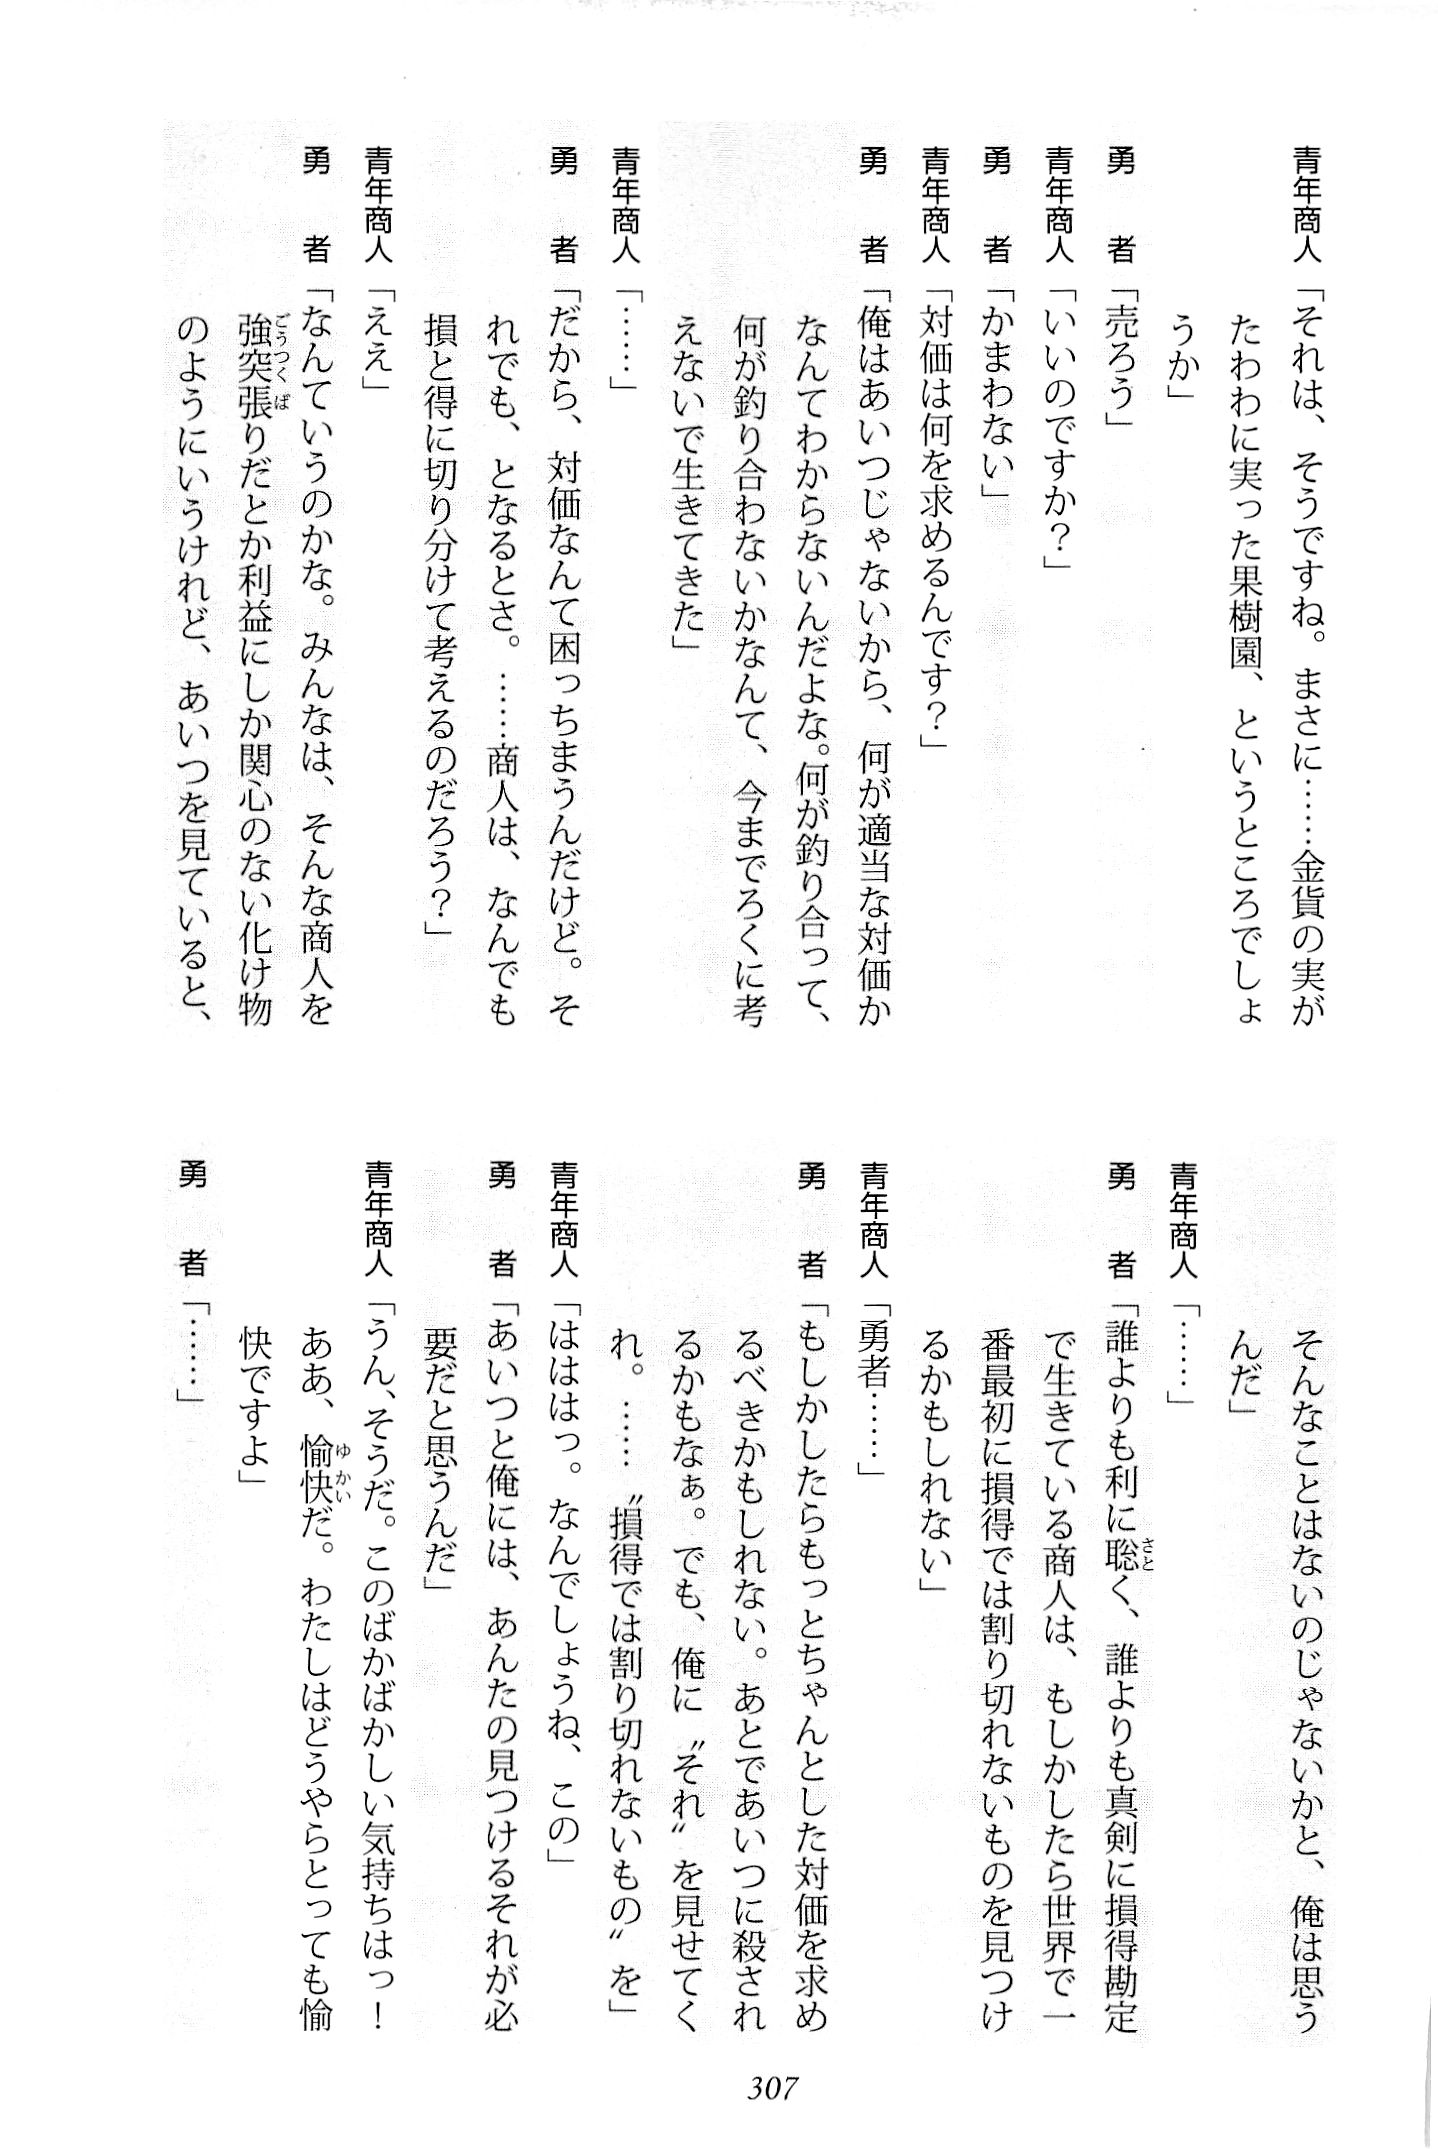 青年商人「それは、そうですね。まさに……金貨の実が
たわわに実った果樹園、というところでしょ
うか」
勇　者「売ろう」
青年商人「いいのですか？」
勇　者「かまわない」
青年商人「対価は何を求めるんです？」
勇　者「俺はあいつじゃないから、何が適当な対価か
なんてわからないんだよな。何が釣り合って、
何が釣り合わないかなんて、今までろくに考
えないで生きてきた」
青年商人「……」
勇　者「だから、対価なんて困っちまうんだけど。そ
れでも、となるとさ。……商人は、なんでも
損と得に切り分けて考えるのだろう？」
青年商人「ええ」
勇　者「なんていうのかな。みんなは、そんな商人を
強突張りだとか利益にしか関心のない化け物
のようにいうけれど、あいつを見ていると、
そんなことはないのじゃないかと、俺は思う
んだ」
青年商人「……」
勇　者「誰よりも利に聡く、誰よりも真剣に損得勘定
で生きている商人は、もしかしたら世界で一
番最初に損得では割り切れないものを見つけ
るかもしれない」
青年商人「勇者……」
勇　者「もしかしたらもっとちゃんとした対価を求め
るべきかもしれない。あとであいつに殺され
るかもなぁ。でも、俺に〝それ〟を見せてく
れ。……〝損得では割り切れないもの〟を」
青年商人「はははっ。なんでしょうね、この」
勇　者「あいつと俺には、あんたの見つけるそれが必
要だと思うんだ」
青年商人「うん、そうだ。このばかばかしい気持ちはっ！
ああ、愉快だ。わたしはどうやらとっても愉
快ですよ」
勇　者「……」
307